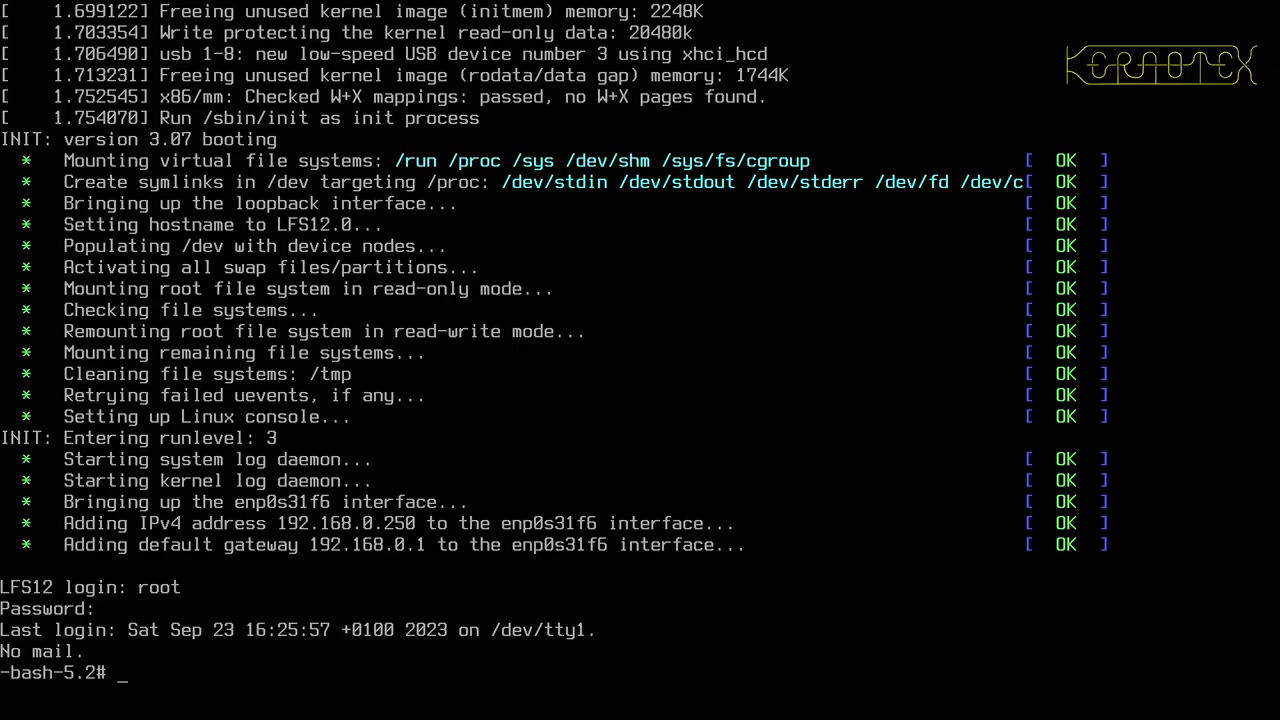 [    1.699122] Freeing unused kernel image (initmem) memory: 2248K
[    1.703354] Write protecting the kernel read-only data: 20480k
[    1.706490] usb 1-8: new low-speed USB device number 3 using xhci_hcd
[    1.713231] Freeing unused kernel image (rodata/data gap) memory: 1744K
KERNOTEX
[    1.752545] x86/mm: Checked W+X mappings: passed, no W+X pages found.
[    1.754070] Run /sbin/init as init process
INIT: version 3.07 booting
  *   Mounting virtual file systems: /run /proc /sys /dev/shm /sys/fs/cgroup [  OK  ]
  *   Create symlinks in /dev targeting /proc: /dev/stdin /dev/stdout /dev/stderr /dev/fd /dev/c[  OK  ]
  *   Bringing up the loopback interface... [  OK  ]
  *   Setting hostname to LFS12.0... [  OK  ]
  *   Populating /dev with device nodes... [  OK  ]
  *   Activating all swap files/partitions... [  OK  ]
  *   Mounting root file system in read-only mode... [  OK  ]
  *   Checking file systems... [  OK  ]
  *   Remounting root file system in read-write mode... [  OK  ]
  *   Mounting remaining file systems... [  OK  ]
  *   Cleaning file systems: /tmp [  OK  ]
  *   Retrying failed uevents, if any... [  OK  ]
  *   Setting up Linux console... [  OK  ]
INIT: Entering runlevel: 3
  *   Starting system log daemon... [  OK  ]
  *   Starting kernel log daemon... [  OK  ]
  *   Bringing up the enp0s31f6 interface... [  OK  ]
  *   Adding IPv4 address 192.168.0.250 to the enp0s31f6 interface... [  OK  ]
  *   Adding default gateway 192.168.0.1 to the enp0s31f6 interface... [  OK  ]
LFS12 login: root
Password:
Last login: Sat Sep 23 16:25:57 +0100 2023 on /dev/tty1.
No mail.
-bash-5.2# _